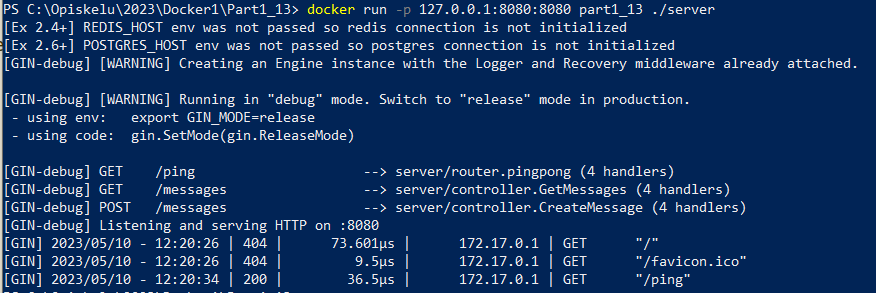 PS C:\Opiskelu\2023\Docker1\Part1_13> docker run -p 127.0.0.1:8080:8080 part1_13 ./server
[Ex 2.4+] REDIS_HOST env was not passed so redis connection is not initialized
[Ex 2.6+] POSTGRES_HOST env was not passed so postgres connection is not initialized
[GIN-debug] [WARNING] Creating an Engine instance with the Logger and Recovery middleware already attached.
[GIN-debug] [WARNING] Running in "debug" mode. Switch to "release" mode in production.
- using env: export GIN_MODE=release
- using code: gin.SetMode(gin.ReleaseMode)
[GIN-debug] GET /ping --> server/router.pingpong (4 handlers)
[GIN-debug] GET /messages --> server/controller.GetMessages (4 handlers)
[GIN-debug] POST /messages --> server/controller.CreateMessage (4 handlers)
[GIN-debug] Listening and serving HTTP on :8080
[GIN] 2023/05/10 - 12:20:26 | 404 | 73.601µs | 172.17.0.1 | GET "/"
[GIN] 2023/05/10 - 12:20:26 | 404 | 9.5µs | 172.17.0.1 | GET "/favicon.ico"
[GIN] 2023/05/10 - 12:20:34 | 200 | 36.5µs | 172.17.0.1 | GET "/ping"